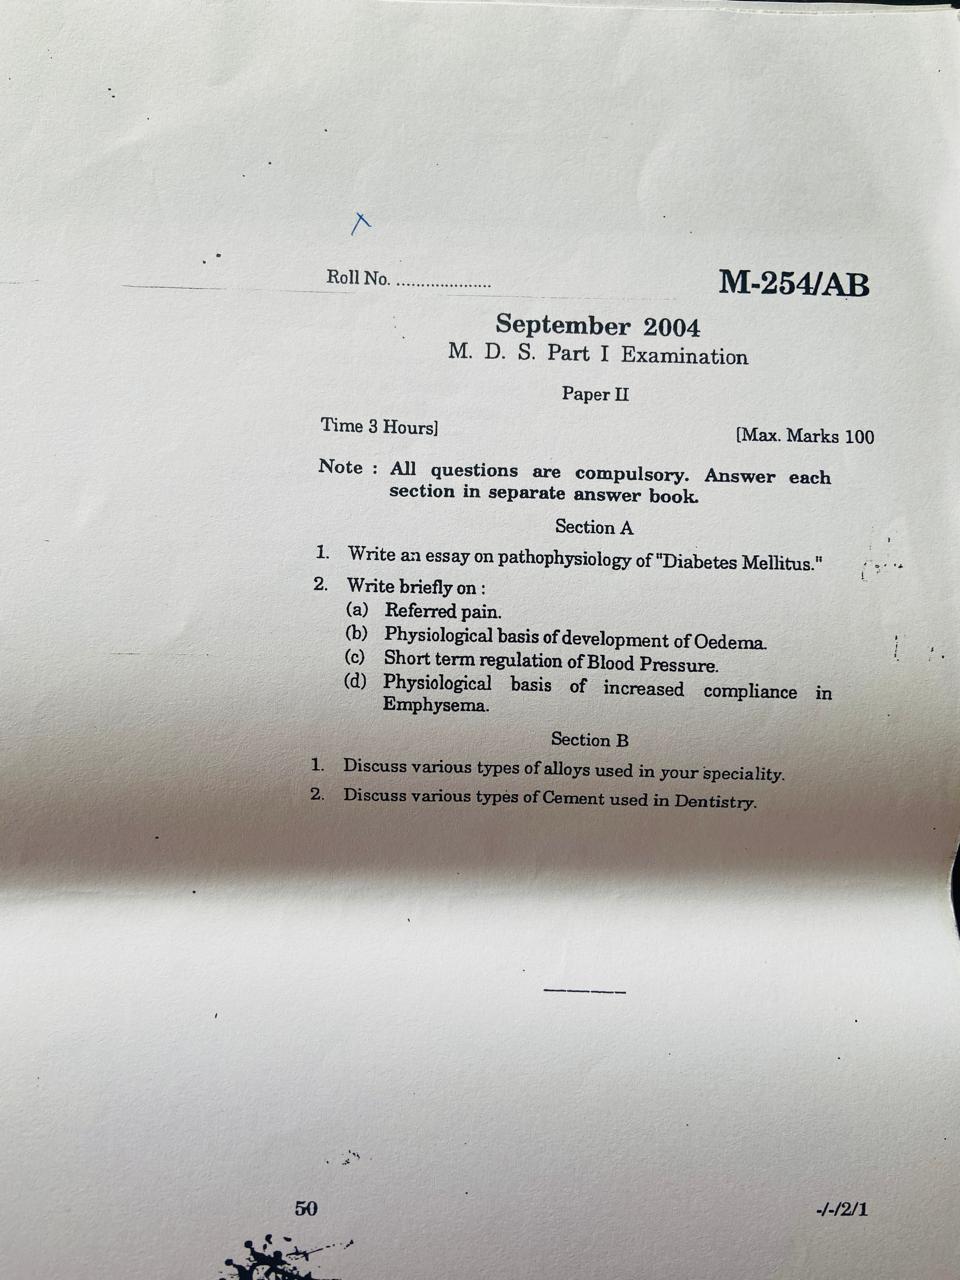 Roll No. ....................
M-254/AB
September 2004
M. D. S. Part I Examination
Paper II
Time 3 Hours]
[Max. Marks 100
Note : All questions are compulsory. Answer each
section in separate answer book.
Section A
1. Write an essay on pathophysiology of "Diabetes Mellitus."
2. Write briefly on :
(a) Referred pain.
(b) Physiological basis of development of Oedema.
(c) Short term regulation of Blood Pressure.
(d) Physiological basis of increased compliance in
Emphysema.
Section B
1. Discuss various types of alloys used in your speciality.
2. Discuss various types of Cement used in Dentistry.
50
-/-/2/1